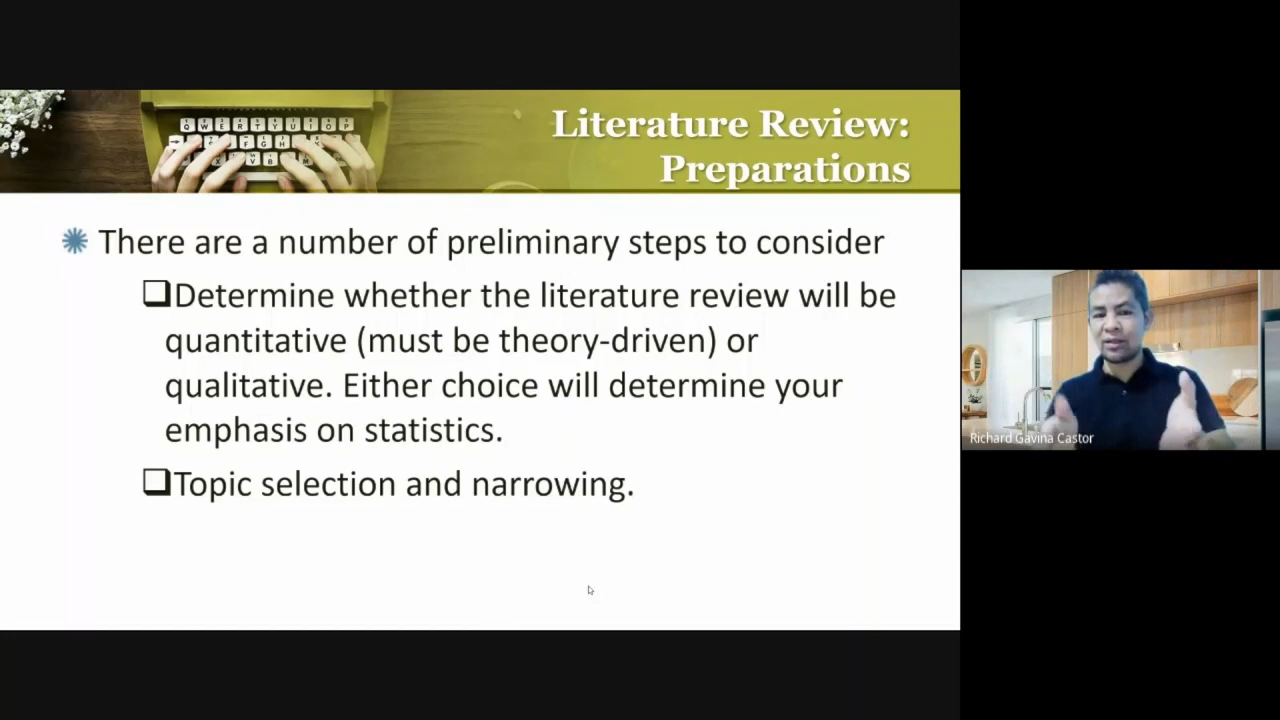 Literature Review:
Preparations
There are a number of preliminary steps to consider
Determine whether the literature review will be
quantitative (must be theory-driven) or
qualitative. Either choice will determine your
emphasis on statistics.
Topic selection and narrowing.
Richard Gavina Castor
Q W E R T Y U I O P